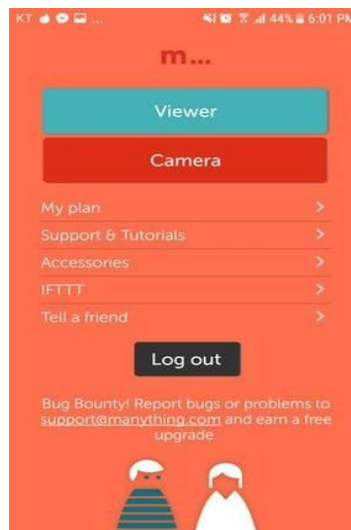 KT ... 44% 6:01 PM
m...
Viewer
Camera
My plan
Support & Tutorials
Accessories
IFTTT
Tell a friend
Log out
Bug Bounty! Report bugs or problems to
support@manything.com and earn a free
upgrade.